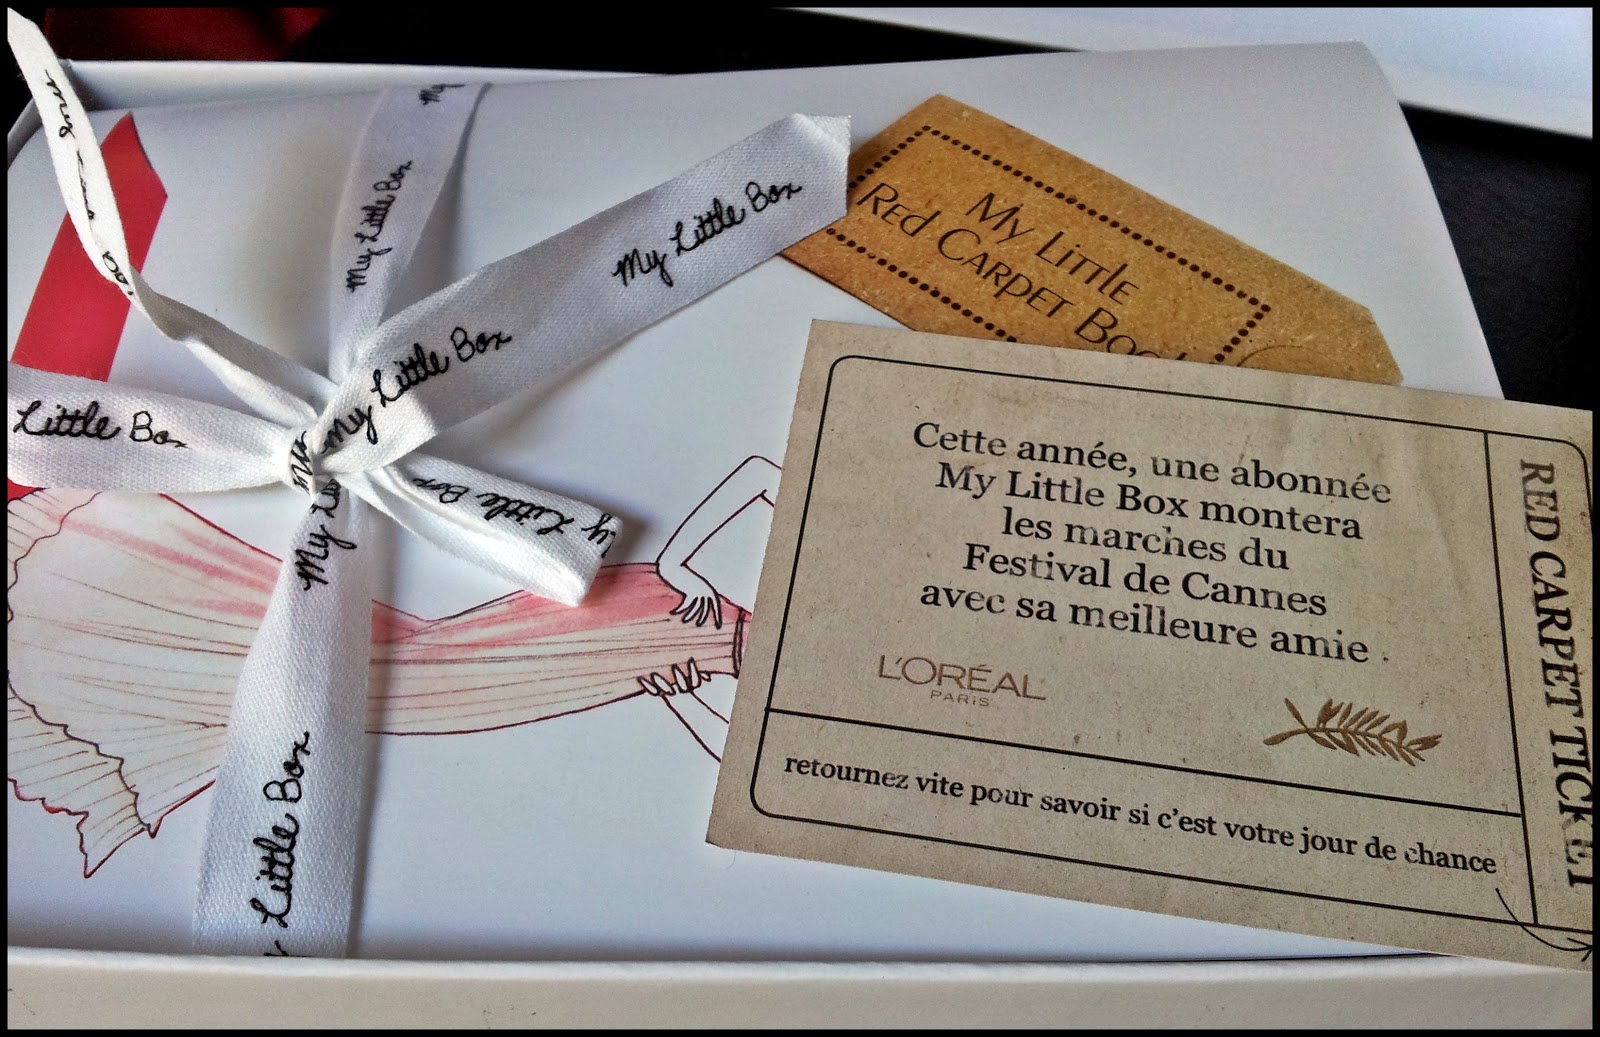 My Little Box
My Little Box
My Little Box
Little Box
My Little
Little Box
My Little
RED CARPET
Cette année, une abonnée
My Little Box montera
les marches du
Festival de Cannes
avec sa meilleure amie.
L'ORÉAL
PARIS
retournez vite pour savoir si c'est votre jour de chance
RED CARPET TICKET